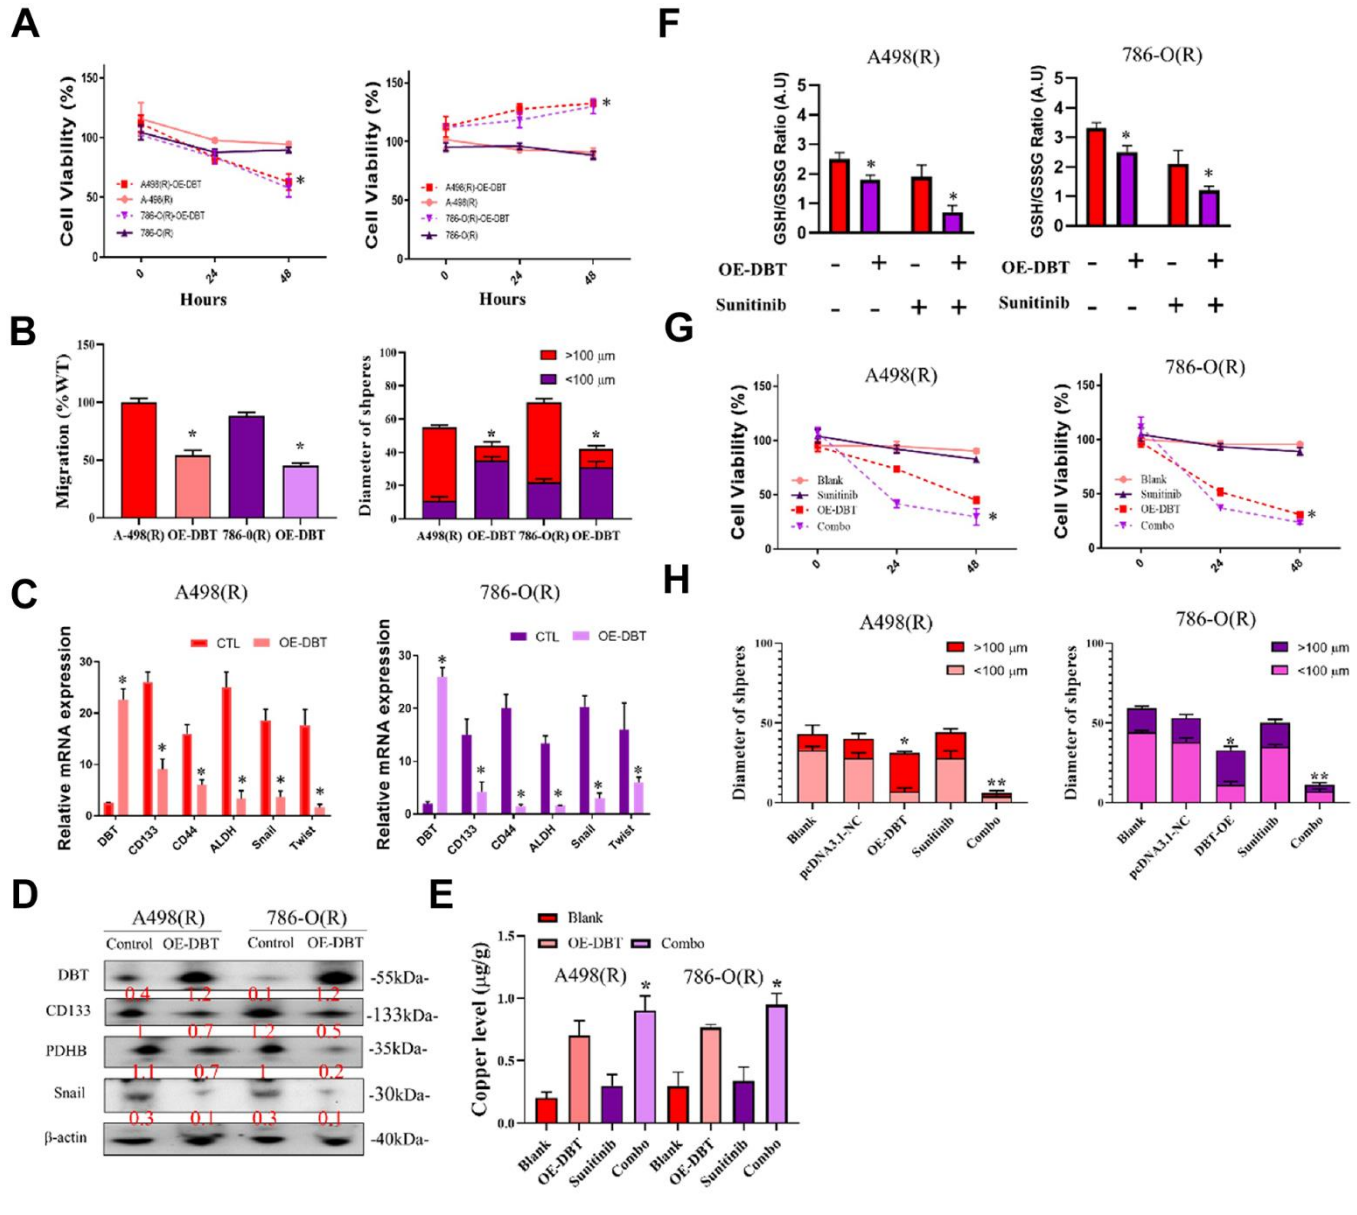 A
Cell Viability (%)
150
100
50
0
A498(R)-OE-DBT
A-498(R)
786-O(R)-OE-DBT
786-O(R)
*
0
24
48
Hours
Cell Viability (%)
150
100
50
0
A498(R)-OE-DBT
A-498(R)
786-O(R)-OE-DBT
786-O(R)
*
0
24
48
Hours
B
Migration (%WT)
150
100
50
0
*
*
A-498(R) OE-DBT 786-0(R) OE-DBT
Diameter of shperes
100
80
60
40
20
0
>100 μm
<100 μm
*
*
A498(R) OE-DBT 786-O(R) OE-DBT
C
A498(R)
CTL OE-DBT
Relative mRNA expression
30
20
10
0
* * * * * *
DBT
CD133
CD44
ALDH
Snail
Twist
786-O(R)
CTL OE-DBT
Relative mRNA expression
30
20
10
0
* * * * * *
DBT
CD133
CD44
ALDH
Snail
Twist
D
A498(R) 786-O(R)
Control OE-DBT Control OE-DBT
DBT -55kDa-
0.4 1.2 0.1 1.2
CD133 -133kDa-
1 0.7 1.2 0.5
PDHB -35kDa-
1.1 0.7 1 0.2
Snail -30kDa-
0.3 0.1 0.3 0.1
β-actin -40kDa-
E
Blank
OE-DBT Combo
A498(R) 786-O(R)
Copper level (μg/g)
1.5
1.0
0.5
0.0
* *
Blank
OE-DBT
Sunitinib
Combo
Blank
OE-DBT
Sunitinib
Combo
F
A498(R)
GSH/GSSG Ratio (A.U)
5
4
3
2
1
0
* *
OE-DBT - + - +
Sunitinib - - + +
786-O(R)
GSH/GSSG Ratio (A.U)
5
4
3
2
1
0
* *
OE-DBT - + - +
Sunitinib - - + +
G
A498(R)
Cell Viability (%)
150
100
50
0
Blank
Sunitinib
OE-DBT
Combo
*
0
24
48
786-O(R)
Cell Viability (%)
150
100
50
0
Blank
Sunitinib
OE-DBT
Combo
*
0
24
48
H
A498(R)
Diameter of shperes
100
50
0
>100 μm
<100 μm
* **
Blank
pcDNA3.1-NC
OE-DBT
Sunitinib
Combo
786-O(R)
Diameter of shperes
100
50
0
>100 μm
<100 μm
* **
Blank
pcDNA3.1-NC
DBT-OE
Sunitinib
Combo